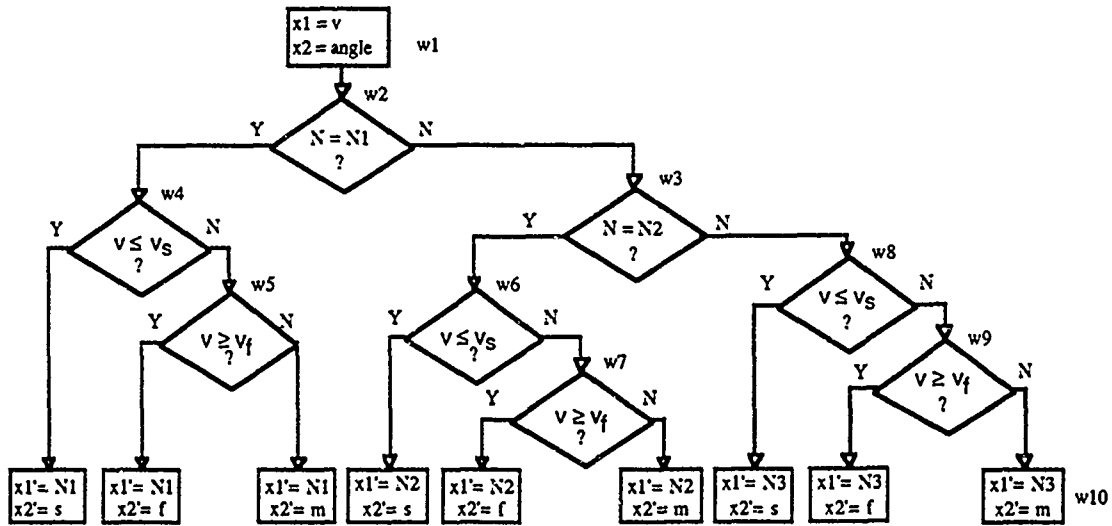 x1 = v
x2 = angle
w1
w2
Y
N = N1
?
N
w4
w3
Y
v ≤ vs
?
N
Y
N = N2
?
N
w5
w6
w8
Y
v ≥ vf
?
N
Y
v ≤ vs
?
N
Y
v ≤ vs
?
N
w7
w9
Y
v ≥ vf
?
N
Y
v ≥ vf
?
N
x1'= N1
x2'= s
x1'= N1
x2'= f
x1'= N1
x2'= m
x1'= N2
x2'= s
x1'= N2
x2'= f
x1'= N2
x2'= m
x1'= N3
x2'= s
x1'= N3
x2'= f
x1'= N3
x2'= m
w10